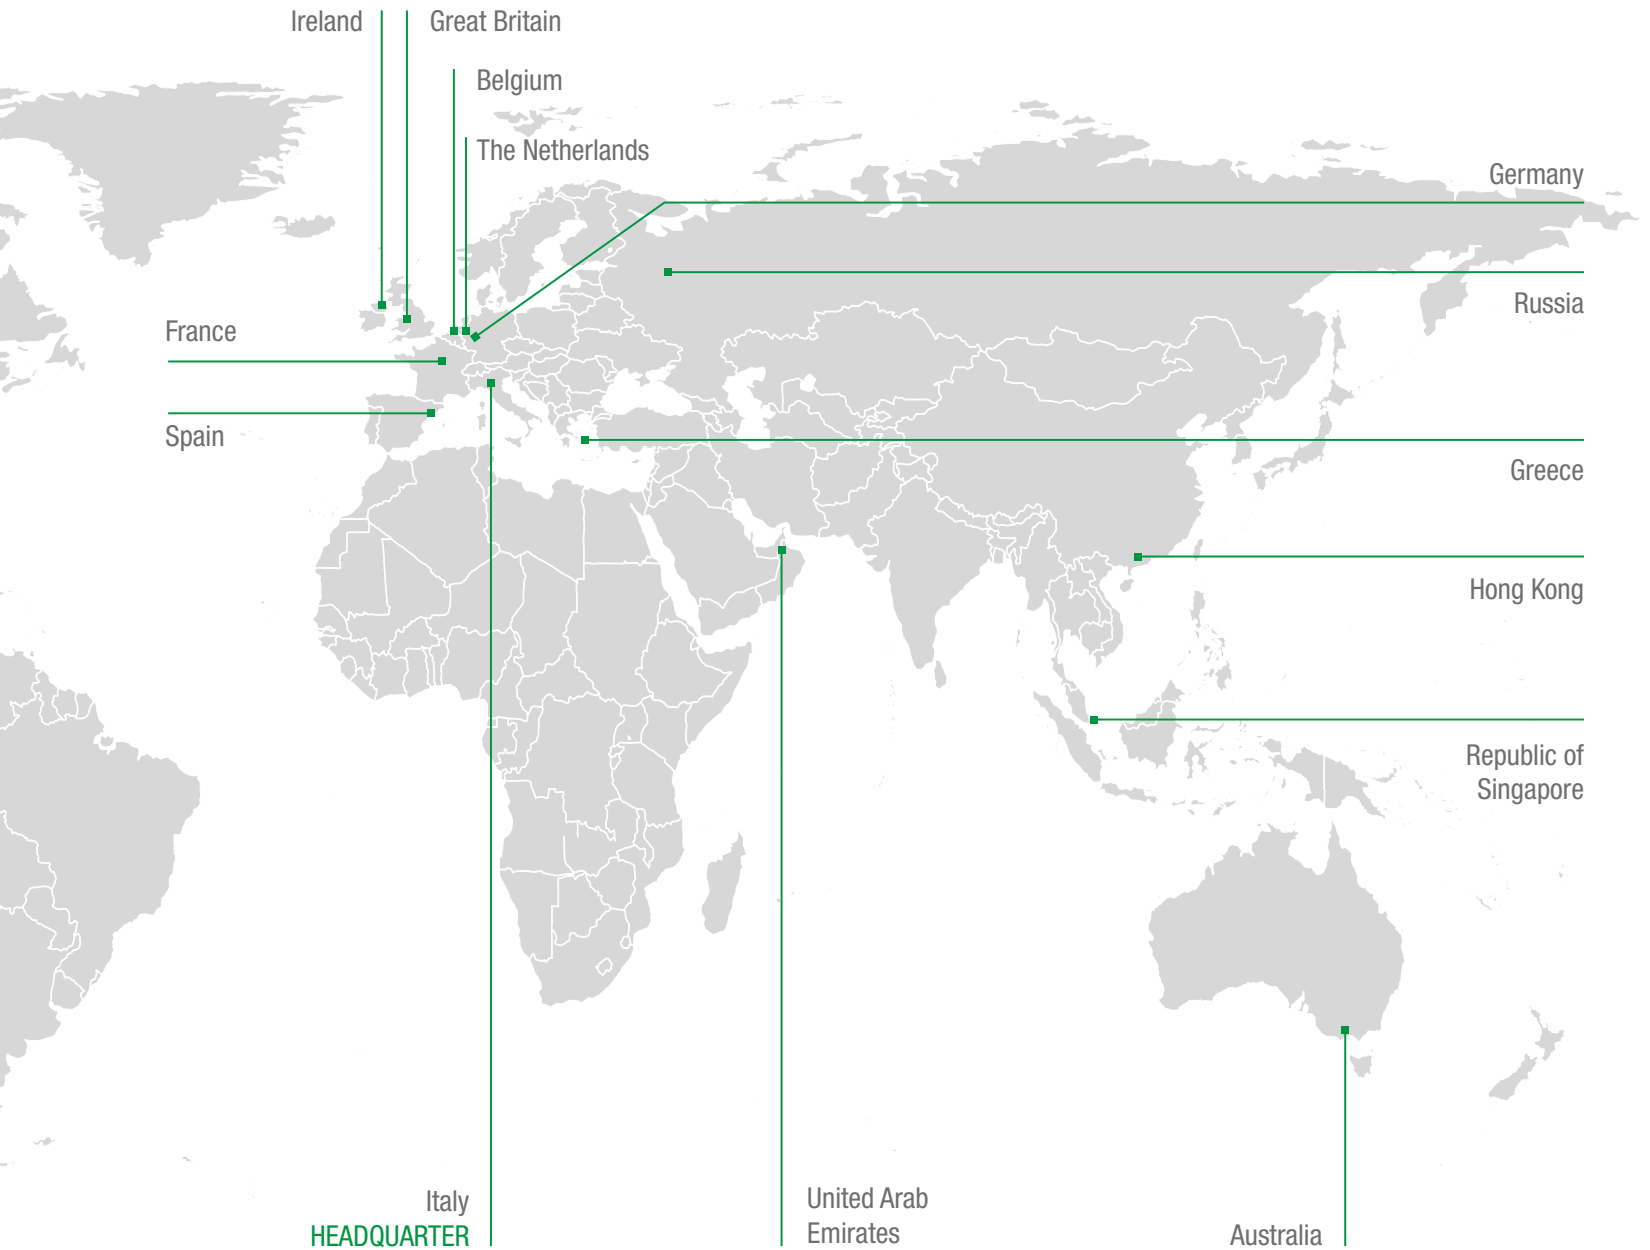 Ireland
Great Britain
Belgium
The Netherlands
Germany
Russia
France
Spain
Greece
Hong Kong
Republic of
Singapore
Italy
HEADQUARTER
United Arab
Emirates
Australia